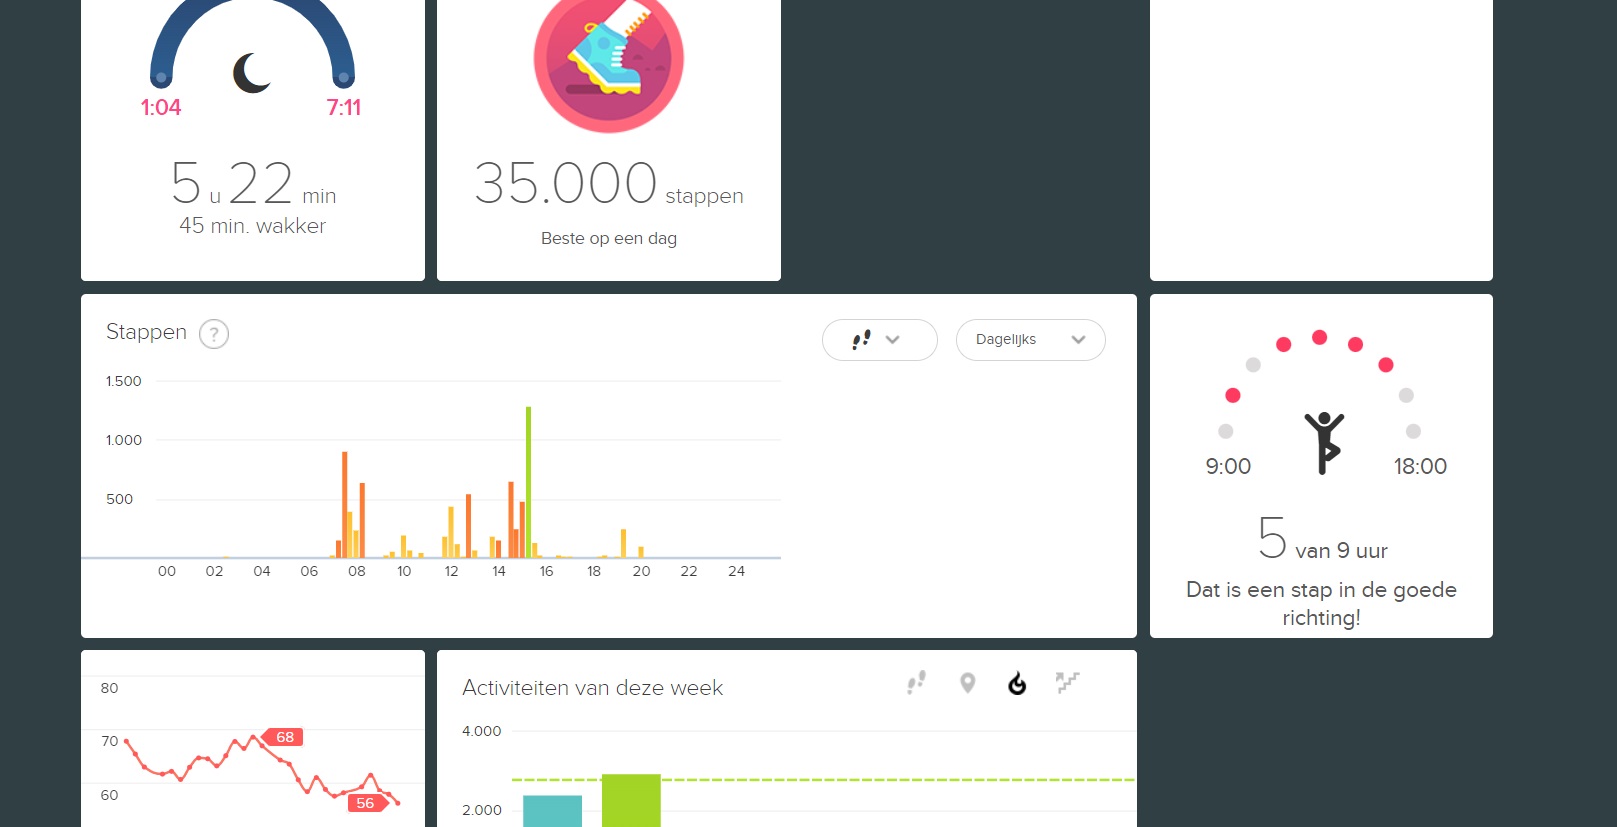 1:04 7:11
5 u 22 min
45 min. wakker
35.000 stappen
Beste op een dag
Stappen ?
Dagelijks
1.500
1.000
500
00 02 04 06 08 10 12 14 16 18 20 22 24
9:00 18:00
5 van 9 uur
Dat is een stap in de goede
richting!
80
70
60
68
56
Activiteiten van deze week
4.000
2.000